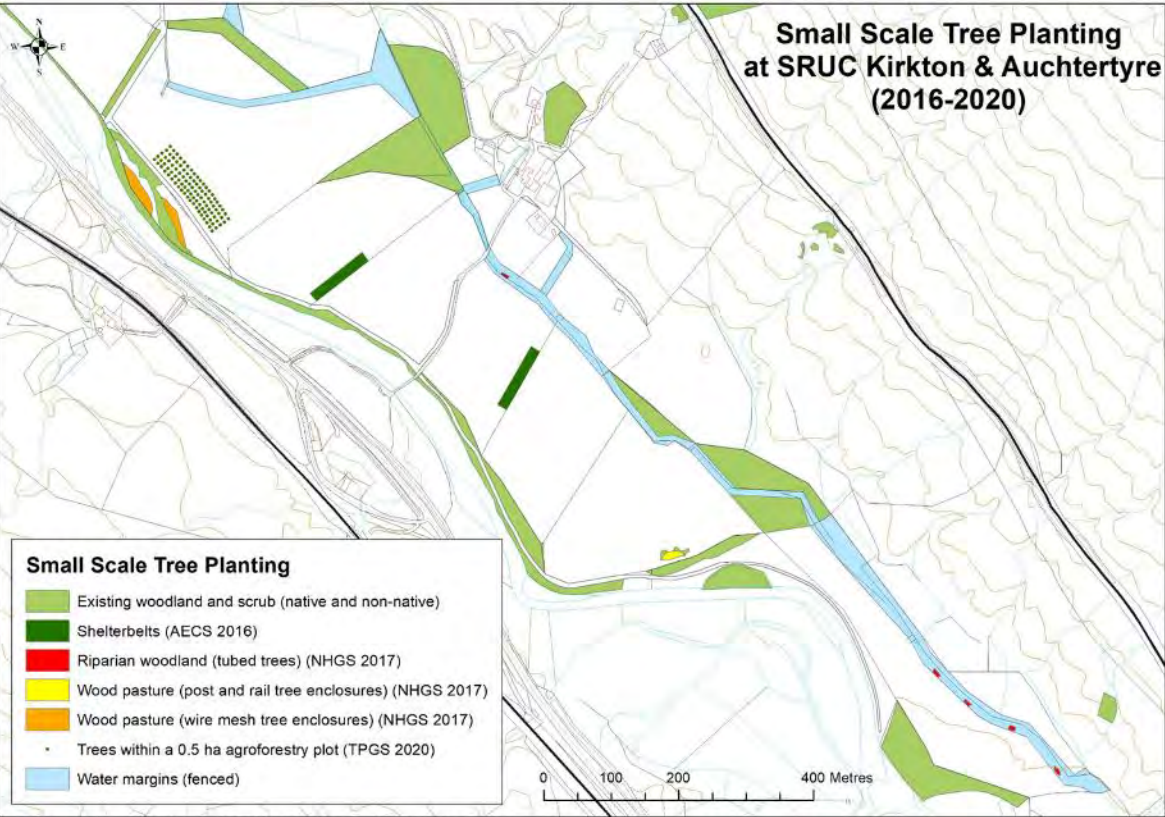 Small Scale Tree Planting
at SRUC Kirkton & Auchtertyre
(2016-2020)
N
W E
S
Small Scale Tree Planting
Existing woodland and scrub (native and non-native)
Shelterbelts (AECS 2016)
Riparian woodland (tubed trees) (NHGS 2017)
Wood pasture (post and rail tree enclosures) (NHGS 2017)
Wood pasture (wire mesh tree enclosures) (NHGS 2017)
Trees within a 0.5 ha agroforestry plot (TPGS 2020)
Water margins (fenced)
0 100 200 400 Metres